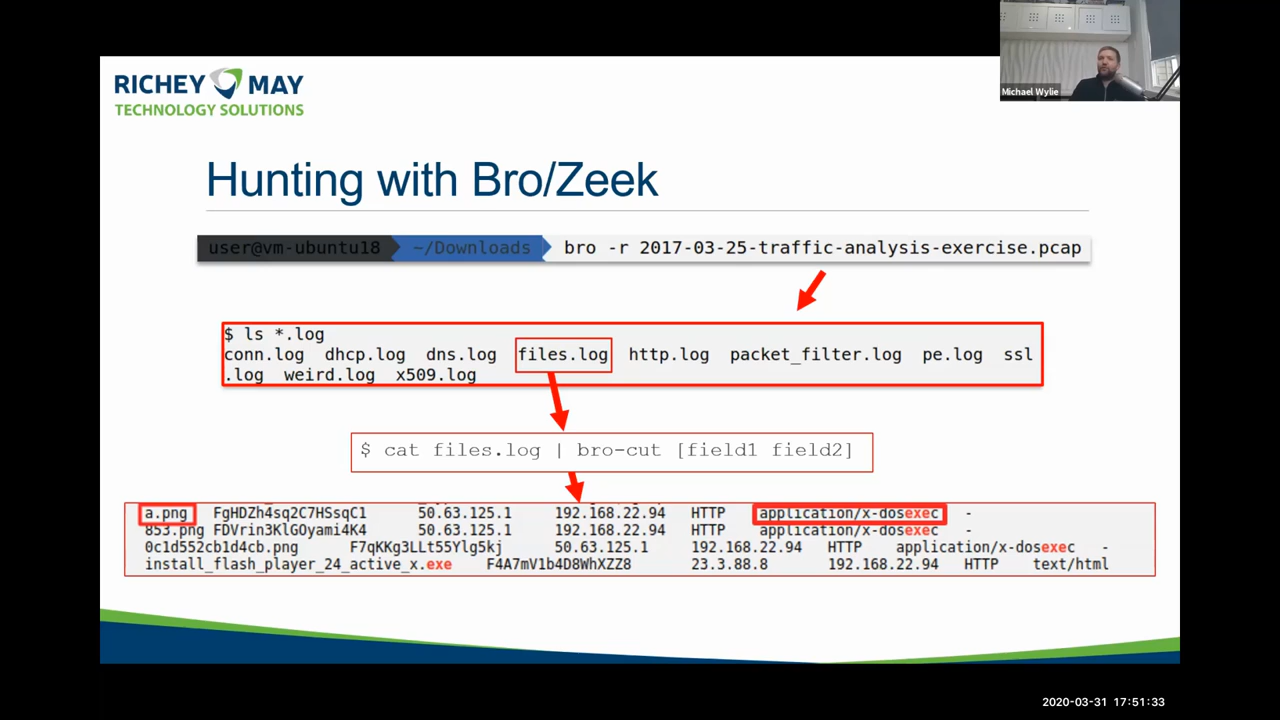 Michael Wylie
RICHEY MAY
TECHNOLOGY SOLUTIONS
Hunting with Bro/Zeek
user@vm-ubuntu18 ~/Downloads bro -r 2017-03-25-traffic-analysis-exercise.pcap
$ ls *.log
conn.log dhcp.log dns.log files.log http.log packet_filter.log pe.log ssl
.log weird.log x509.log
$ cat files.log | bro-cut [field1 field2]
a.png FgHDZh4sq2C7HSsqC1 50.63.125.1 192.168.22.94 HTTP application/x-dosexec -
853.png FDVrin3KlGOyami4K4 50.63.125.1 192.168.22.94 HTTP application/x-dosexec
0c1d552cb1d4cb.png F7qKKg3LLt55Ylg5kj 50.63.125.1 192.168.22.94 HTTP application/x-dosexec -
install_flash_player_24_active_x.exe F4A7mV1b4D8WhXZZ8 23.3.88.8 192.168.22.94 HTTP text/html
2020-03-31 17:51:33